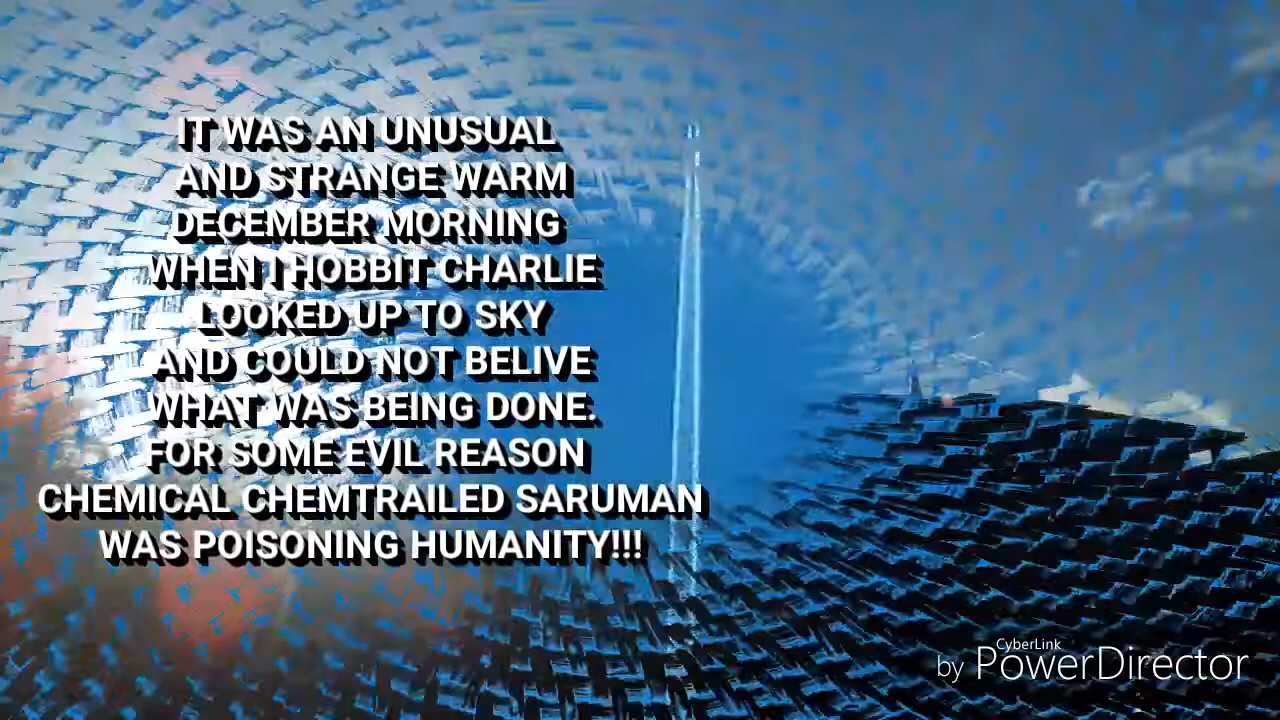 IT WAS AN UNUSUAL
AND STRANGE WARM
DECEMBER MORNING
WHEN I HOBBIT CHARLIE
LOOKED UP TO SKY
AND COULD NOT BELIVE
WHAT WAS BEING DONE.
FOR SOME EVIL REASON
CHEMICAL CHEMTRAILED SARUMAN
WAS POISONING HUMANITY!!!
CyberLink
by PowerDirector